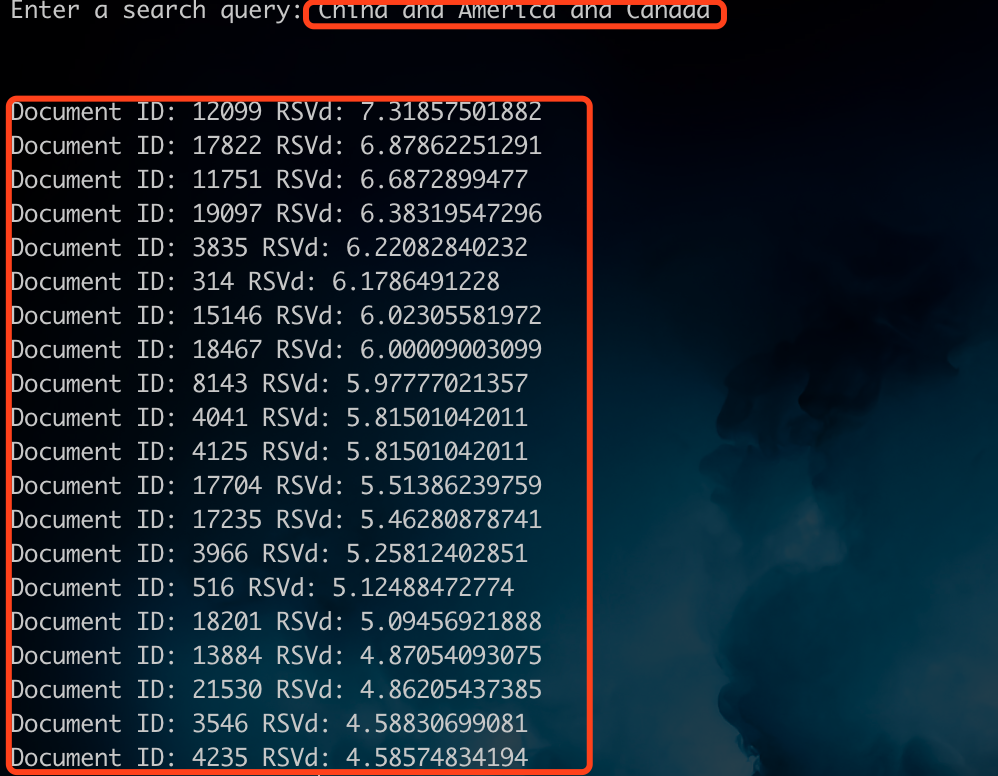 Enter a search query: China and America and Canada
Document ID: 12099 RSVd: 7.31857501882
Document ID: 17822 RSVd: 6.87862251291
Document ID: 11751 RSVd: 6.6872899477
Document ID: 19097 RSVd: 6.38319547296
Document ID: 3835 RSVd: 6.22082840232
Document ID: 314 RSVd: 6.1786491228
Document ID: 15146 RSVd: 6.02305581972
Document ID: 18467 RSVd: 6.00009003099
Document ID: 8143 RSVd: 5.97777021357
Document ID: 4041 RSVd: 5.81501042011
Document ID: 4125 RSVd: 5.81501042011
Document ID: 17704 RSVd: 5.51386239759
Document ID: 17235 RSVd: 5.46280878741
Document ID: 3966 RSVd: 5.25812402851
Document ID: 516 RSVd: 5.12488472774
Document ID: 18201 RSVd: 5.09456921888
Document ID: 13884 RSVd: 4.87054093075
Document ID: 21530 RSVd: 4.86205437385
Document ID: 3546 RSVd: 4.58830699081
Document ID: 4235 RSVd: 4.58574834194